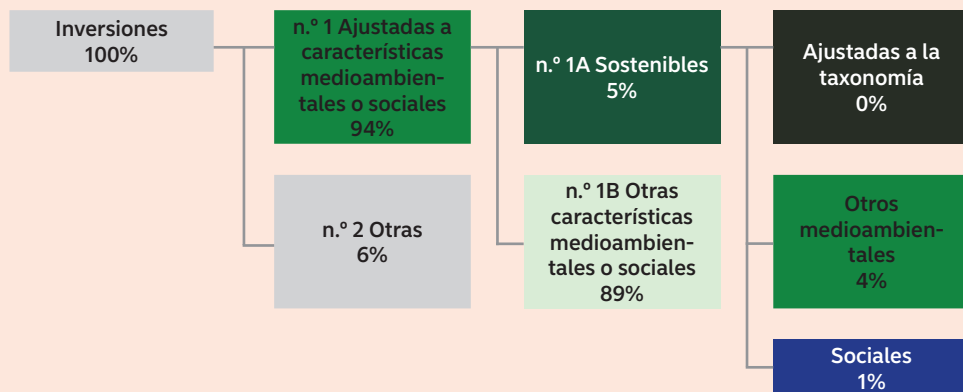 Inversiones
100%
n.º 1 Ajustadas a
características
medioambien-
tales o sociales
94%
n.º 2 Otras
6%
n.º 1A Sostenibles
5%
n.º 1B Otras
características
medioambien-
tales o sociales
89%
Ajustadas a la
taxonomía
0%
Otros
medioambien-
tales
4%
Sociales
1%